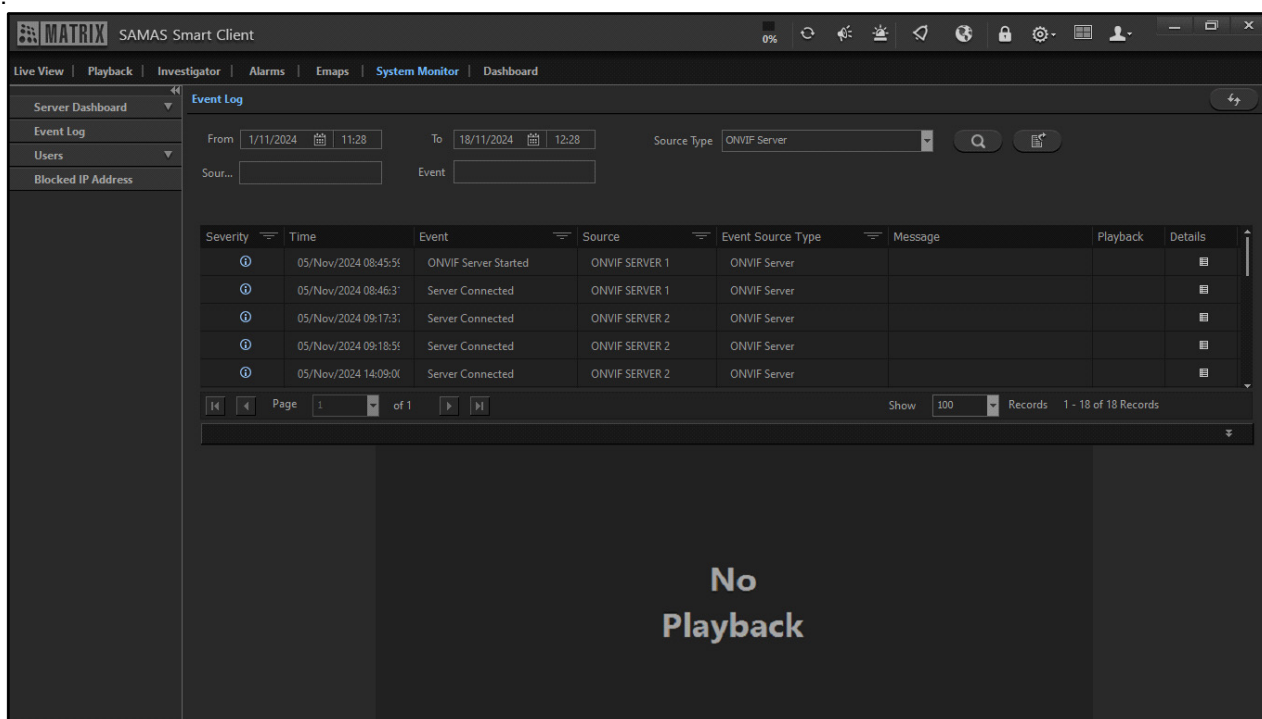 MATRIX SAMAS Smart Client 0%
Live View | Playback | Investigator | Alarms | Emaps | System Monitor | Dashboard
Server Dashboard
Event Log
Users
Blocked IP Address
Event Log
From 1/11/2024 11:28 To 18/11/2024 12:28 Source Type ONVIF Server
Sour... Event
Severity Time Event Source Event Source Type Message Playback Details
05/Nov/2024 08:45:59 ONVIF Server Started ONVIF SERVER 1 ONVIF Server
05/Nov/2024 08:46:3 Server Connected ONVIF SERVER 1 ONVIF Server
05/Nov/2024 09:17:37 Server Connected ONVIF SERVER 2 ONVIF Server
05/Nov/2024 09:18:59 Server Connected ONVIF SERVER 2 ONVIF Server
05/Nov/2024 14:09:00 Server Connected ONVIF SERVER 2 ONVIF Server
Page 1 of 1 Show 100 Records 1 - 18 of 18 Records
No
Playback